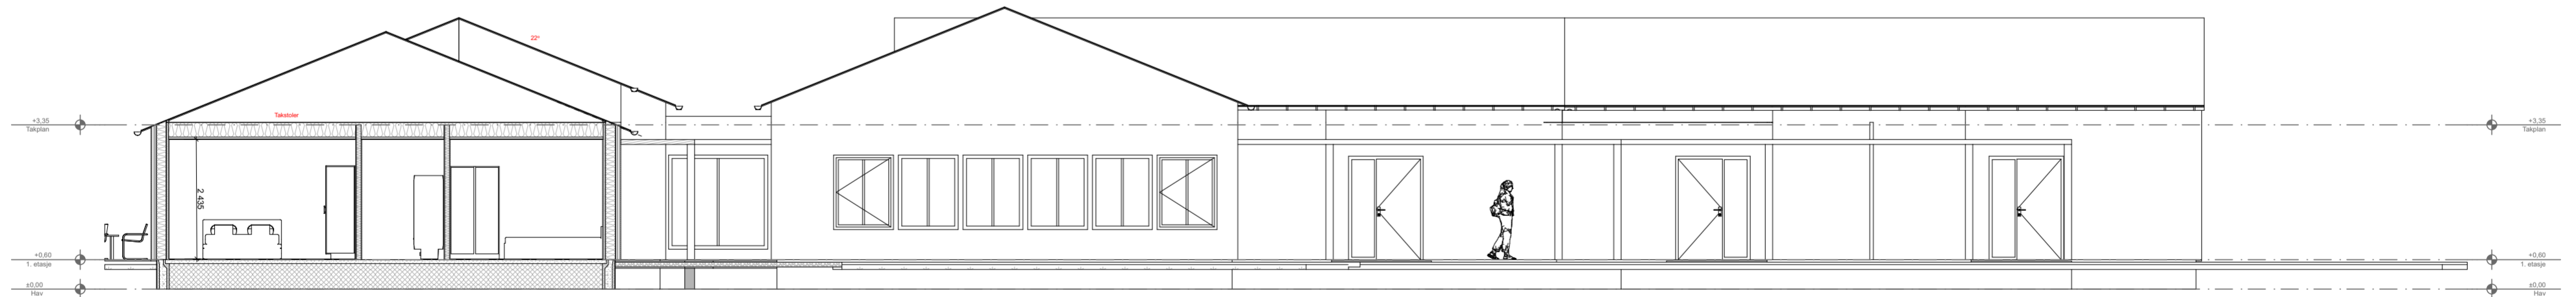 22°
Takstoler
+3,35
Takplan
+3,35
Takplan
2 435
+0,60
1. etasje
+0,60
1. etasje
±0,00
Hav
±0,00
Hav